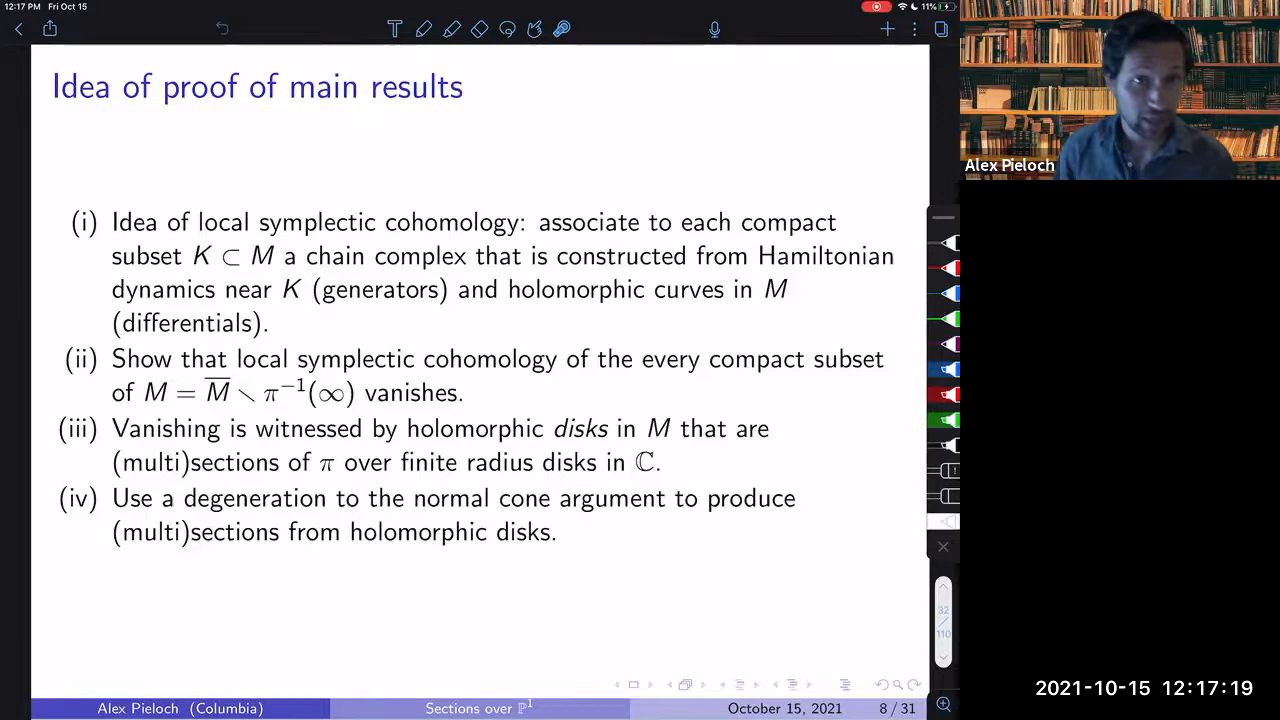 12:17 PM Fri Oct 15
11%
Idea of proof of main results
(i) Idea of local symplectic cohomology: associate to each compact
subset K ⊂ M a chain complex that is constructed from Hamiltonian
dynamics near K (generators) and holomorphic curves in M
(differentials).
(ii) Show that local symplectic cohomology of the every compact subset
of M = M̅ ∖ π⁻¹(∞) vanishes.
(iii) Vanishing is witnessed by holomorphic disks in M that are
(multi)sections of π over finite radius disks in ℂ.
(iv) Use a degeneration to the normal cone argument to produce
(multi)sections from holomorphic disks.
32
/
110
Alex Pieloch (Columbia) Sections over ℙ¹ October 15, 2021 8 / 31
Alex Pieloch
2021-10-15 12:17:19